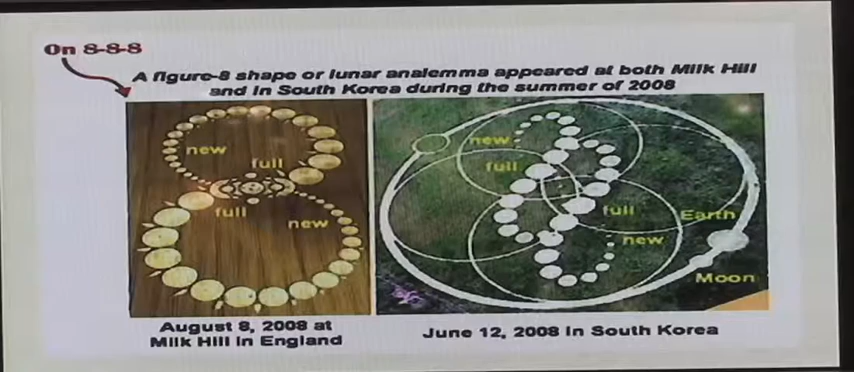 On 8-8-8
A figure-8 shape or lunar analemma appeared at both Milk Hill
and in South Korea during the summer of 2008
new
full
full
new
August 8, 2008 at
Milk Hill in England
new
full
full
new
Earth
Moon
June 12, 2008 in South Korea